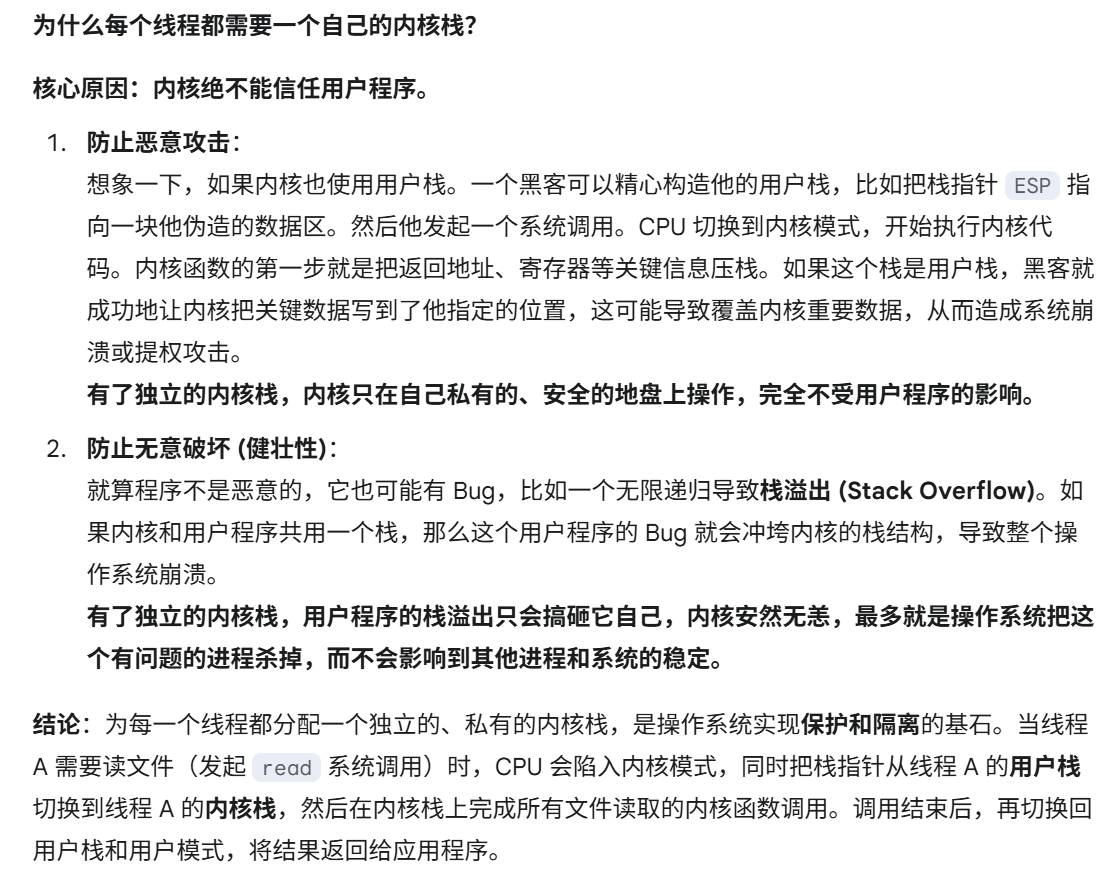 为什么每个线程都需要一个自己的内核栈？
核心原因：内核绝不能信任用户程序。
1. 防止恶意攻击：
想象一下，如果内核也使用用户栈。一个黑客可以精心构造他的用户栈，比如把栈指针 ESP 指
向一块他伪造的数据区。然后他发起一个系统调用。CPU 切换到内核模式，开始执行内核代
码。内核函数的第一步就是把返回地址、寄存器等关键信息压栈。如果这个栈是用户栈，黑客就
成功地让内核把关键数据写到了他指定的位置，这可能导致覆盖内核重要数据，从而造成系统崩
溃或提权攻击。
有了独立的内核栈，内核只在自己私有的、安全的地盘上操作，完全不受用户程序的影响。
2. 防止无意破坏 (健壮性)：
就算程序不是恶意的，它也可能有 Bug，比如一个无限递归导致栈溢出 (Stack Overflow)。如
果内核和用户程序共用一个栈，那么这个用户程序的 Bug 就会冲垮内核的栈结构，导致整个操
作系统崩溃。
有了独立的内核栈，用户程序的栈溢出只会搞砸它自己，内核安然无恙，最多就是操作系统把这
个有问题的进程杀掉，而不会影响到其他进程和系统的稳定。
结论：为每一个线程都分配一个独立的、私有的内核栈，是操作系统实现保护和隔离的基石。当线程
A 需要读文件（发起 read 系统调用）时，CPU 会陷入内核模式，同时把栈指针从线程 A 的用户栈
切换到线程 A 的内核栈，然后在内核栈上完成所有文件读取的内核函数调用。调用结束后，再切换回
用户栈和用户模式，将结果返回给应用程序。